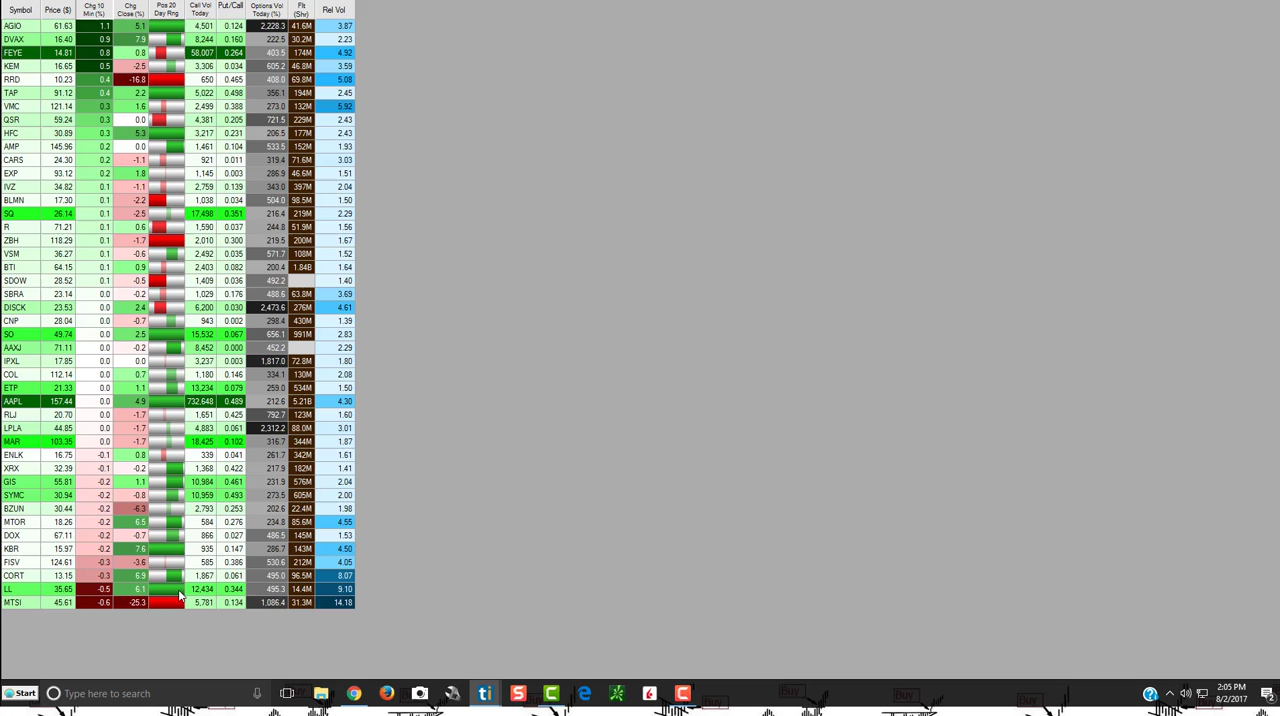 Symbol Price ($) Chg 10 Min (%) Chg Close (%) Pos 20 Day Rng Call Vol Today Put/Call Options Vol Today (%) Flt (Shr) Rel Vol
AGIO 61.63 1.1 5.1 4,501 0.124 2,228.3 41.6M 3.87
DVAX 16.40 0.9 7.9 8,244 0.160 222.5 30.2M 2.23
FEYE 14.81 0.8 0.8 58,007 0.264 403.5 174M 4.92
KEM 16.65 0.5 -2.5 3,306 0.034 605.2 46.8M 3.59
RRD 10.23 0.4 -16.8 650 0.465 408.0 69.8M 5.08
TAP 91.12 0.4 2.2 5,022 0.498 356.1 194M 2.45
VMC 121.14 0.3 1.6 2,499 0.388 273.0 132M 5.92
QSR 59.24 0.3 0.0 4,381 0.205 721.5 229M 2.43
HFC 30.89 0.3 5.3 3,217 0.231 206.5 177M 2.43
AMP 145.96 0.2 0.0 1,461 0.104 533.5 152M 1.93
CARS 24.30 0.2 -1.1 921 0.011 319.4 71.6M 3.03
EXP 93.12 0.2 1.8 1,145 0.003 286.9 46.6M 1.51
IVZ 34.82 0.1 -1.1 2,759 0.139 343.0 397M 2.04
BLMN 17.30 0.1 -2.2 1,038 0.034 504.0 98.5M 1.50
SQ 26.14 0.1 -2.5 17,498 0.351 216.4 219M 2.29
R 71.21 0.1 0.6 1,590 0.037 244.8 51.9M 1.56
ZBH 118.29 0.1 -1.7 2,010 0.300 219.5 200M 1.67
VSM 36.27 0.1 -0.6 2,492 0.035 571.7 108M 1.52
BTI 64.15 0.1 0.9 2,403 0.082 200.4 1.84B 1.64
SDOW 28.52 0.1 -0.5 1,409 0.036 492.2 1.40
SBRA 23.14 0.0 -0.2 1,029 0.176 488.6 63.8M 3.69
DISCK 23.53 0.0 2.4 6,200 0.030 2,473.6 276M 4.61
CNP 28.04 0.0 -0.7 943 0.002 298.4 430M 1.39
SO 49.74 0.0 2.5 15,532 0.067 656.1 991M 2.83
AAXJ 71.11 0.0 -0.2 8,452 0.000 452.2 2.29
IPXL 17.85 0.0 0.0 3,237 0.003 1,817.0 72.8M 1.80
COL 112.14 0.0 0.7 1,180 0.146 334.1 130M 2.08
ETP 21.33 0.0 1.1 13,234 0.079 259.0 534M 1.50
AAPL 157.44 0.0 4.9 732,648 0.489 212.6 5.21B 4.30
RLJ 20.70 0.0 -1.7 1,651 0.425 792.7 123M 1.60
LPLA 44.85 0.0 -1.7 4,883 0.061 2,312.2 88.0M 3.01
MAR 103.35 0.0 -1.7 18,425 0.102 316.7 344M 1.87
ENLK 16.75 -0.1 0.8 339 0.041 261.7 342M 1.61
XRX 32.39 -0.1 -0.2 1,368 0.422 217.9 182M 1.41
GIS 55.81 -0.2 1.1 10,984 0.461 231.9 576M 2.04
SYMC 30.94 -0.2 -0.8 10,959 0.493 273.5 605M 2.00
BZUN 30.44 -0.2 -6.3 2,793 0.253 202.6 22.4M 1.98
MTOR 18.26 -0.2 6.5 584 0.276 234.8 85.6M 4.55
DOX 67.11 -0.2 -0.7 866 0.027 486.5 145M 1.53
KBR 15.97 -0.2 7.6 935 0.147 286.7 143M 4.50
FISV 124.61 -0.3 -3.6 585 0.386 530.6 212M 4.05
CORT 13.15 -0.3 6.9 1,867 0.061 495.0 96.5M 8.07
LL 35.65 -0.5 6.1 12,434 0.344 495.3 14.4M 9.10
MTSI 45.61 -0.6 -25.3 5,781 0.134 1,086.4 31.3M 14.18
Start Type here to search ti S C e C 2:05 PM
8/2/2017 2
Buy Buy Buy Buy